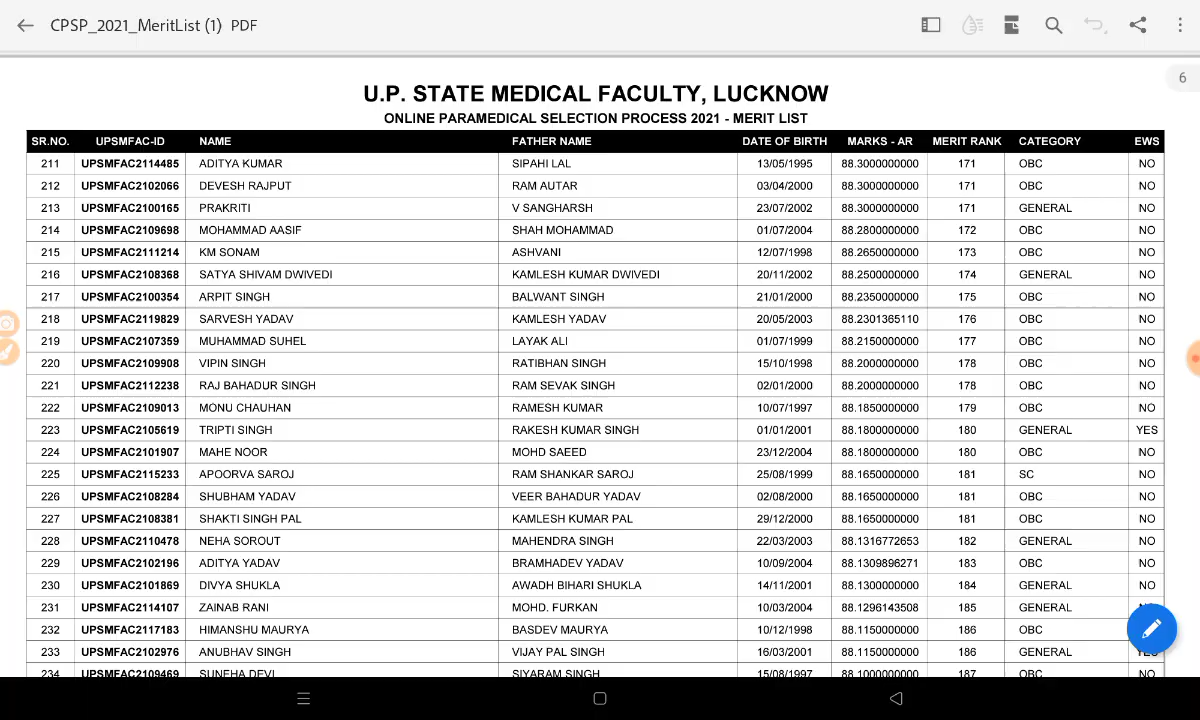 CPSP_2021_MeritList (1) PDF
6
U.P. STATE MEDICAL FACULTY, LUCKNOW
ONLINE PARAMEDICAL SELECTION PROCESS 2021 - MERIT LIST
SR.NO. UPSMFAC-ID NAME FATHER NAME DATE OF BIRTH MARKS - AR MERIT RANK CATEGORY EWS
211 UPSMFAC2114485 ADITYA KUMAR SIPAHI LAL 13/05/1995 88.3000000000 171 OBC NO
212 UPSMFAC2102066 DEVESH RAJPUT RAM AUTAR 03/04/2000 88.3000000000 171 OBC NO
213 UPSMFAC2100165 PRAKRITI V SANGHARSH 23/07/2002 88.3000000000 171 GENERAL NO
214 UPSMFAC2109698 MOHAMMAD AASIF SHAH MOHAMMAD 01/07/2004 88.2800000000 172 OBC NO
215 UPSMFAC2111214 KM SONAM ASHVANI 12/07/1998 88.2650000000 173 OBC NO
216 UPSMFAC2108368 SATYA SHIVAM DWIVEDI KAMLESH KUMAR DWIVEDI 20/11/2002 88.2500000000 174 GENERAL NO
217 UPSMFAC2100354 ARPIT SINGH BALWANT SINGH 21/01/2000 88.2350000000 175 OBC NO
218 UPSMFAC2119829 SARVESH YADAV KAMLESH YADAV 20/05/2003 88.2301365110 176 OBC NO
219 UPSMFAC2107359 MUHAMMAD SUHEL LAYAK ALI 01/07/1999 88.2150000000 177 OBC NO
220 UPSMFAC2109908 VIPIN SINGH RATIBHAN SINGH 15/10/1998 88.2000000000 178 OBC NO
221 UPSMFAC2112238 RAJ BAHADUR SINGH RAM SEVAK SINGH 02/01/2000 88.2000000000 178 OBC NO
222 UPSMFAC2109013 MONU CHAUHAN RAMESH KUMAR 10/07/1997 88.1850000000 179 OBC NO
223 UPSMFAC2105619 TRIPTI SINGH RAKESH KUMAR SINGH 01/01/2001 88.1800000000 180 GENERAL YES
224 UPSMFAC2101907 MAHE NOOR MOHD SAEED 23/12/2004 88.1800000000 180 OBC NO
225 UPSMFAC2115233 APOORVA SAROJ RAM SHANKAR SAROJ 25/08/1999 88.1650000000 181 SC NO
226 UPSMFAC2108284 SHUBHAM YADAV VEER BAHADUR YADAV 02/08/2000 88.1650000000 181 OBC NO
227 UPSMFAC2108381 SHAKTI SINGH PAL KAMLESH KUMAR PAL 29/12/2000 88.1650000000 181 OBC NO
228 UPSMFAC2110478 NEHA SOROUT MAHENDRA SINGH 22/03/2003 88.1316772653 182 GENERAL NO
229 UPSMFAC2102196 ADITYA YADAV BRAMHADEV YADAV 10/09/2004 88.1309896271 183 OBC NO
230 UPSMFAC2101869 DIVYA SHUKLA AWADH BIHARI SHUKLA 14/11/2001 88.1300000000 184 GENERAL NO
231 UPSMFAC2114107 ZAINAB RANI MOHD. FURKAN 10/03/2004 88.1296143508 185 GENERAL
232 UPSMFAC2117183 HIMANSHU MAURYA BASDEV MAURYA 10/12/1998 88.1150000000 186 OBC
233 UPSMFAC2102976 ANUBHAV SINGH VIJAY PAL SINGH 16/03/2001 88.1150000000 186 GENERAL YES
234 UPSMFAC2109469 SUNEHA DEVI SIYARAM SINGH 15/08/1997 88.1000000000 187 OBC NO